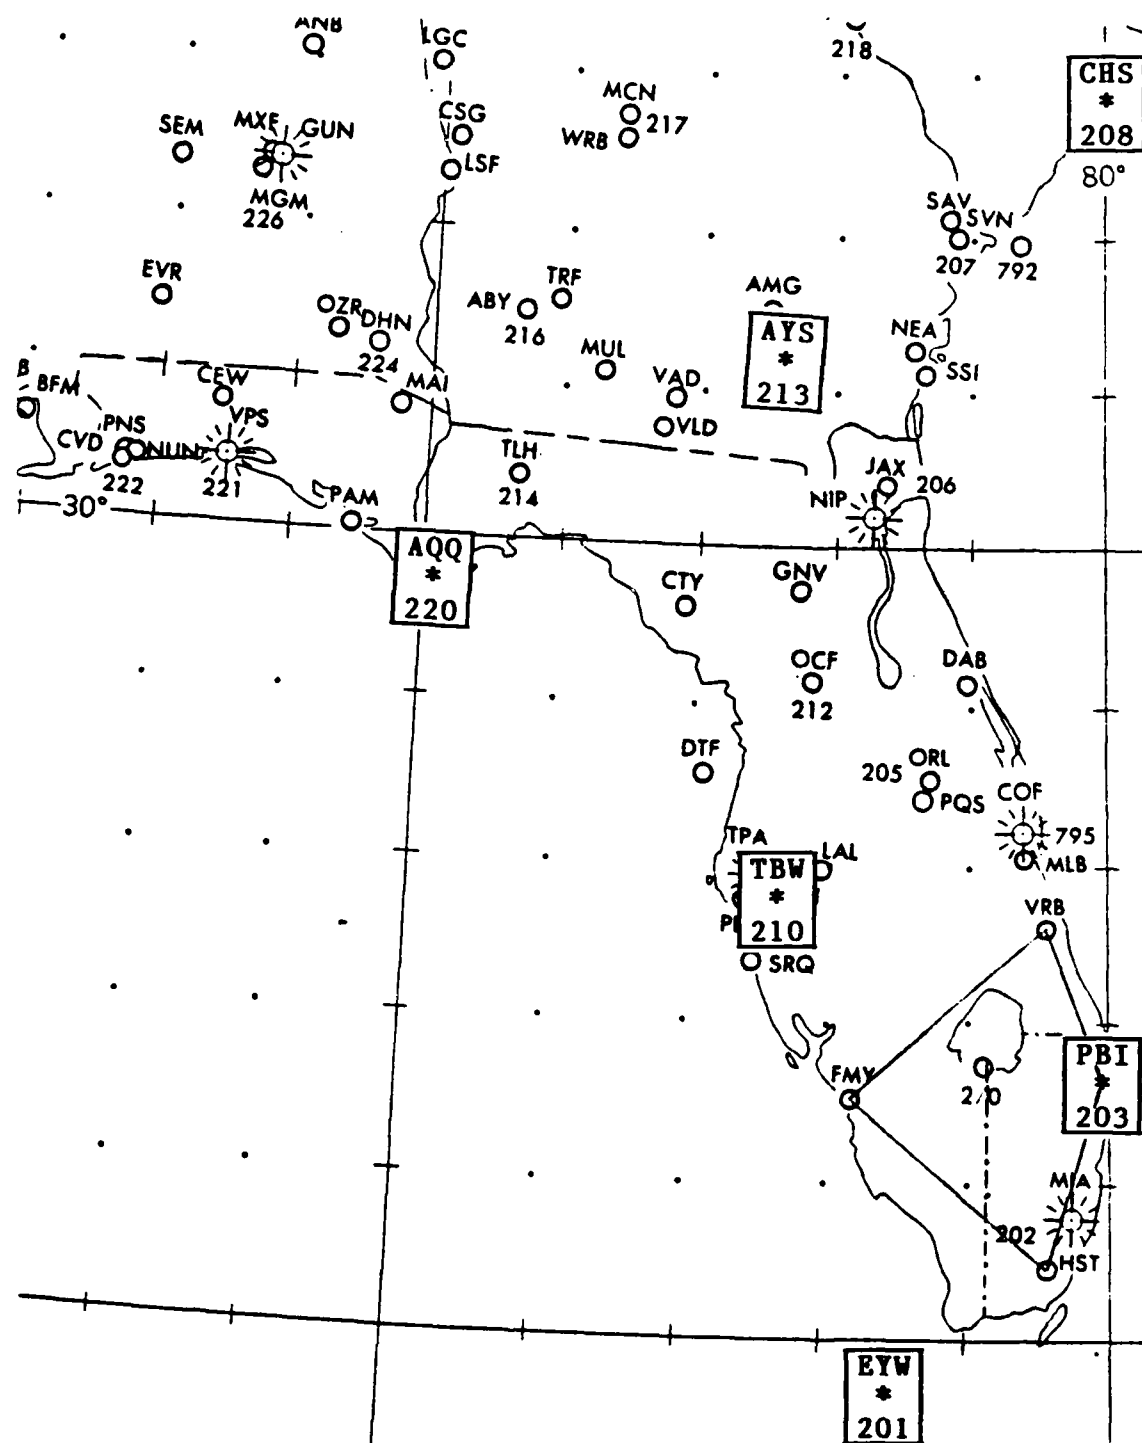 ANB
LGC
218
CHS
*
208
MCN
CSG
217
WRB
SEM
MXF
GUN
LSF
MGM
226
80°
SAV
SVN
207
792
EVR
TRF
ABY
216
AMG
OZR
DHN
224
AYS
*
213
NEA
SSI
MUL
VAD
VLD
B
BFM
CEW
MAI
VPS
PNS
CVD
NUN
222
221
TLH
214
JAX
206
NIP
30°
PAM
AQQ
*
220
CTY
GNV
OCF
212
DAB
DTF
ORL
205
PQS
COF
795
MLB
TPA
LAL
TBW
*
210
SRQ
VRB
PBI
*
203
FMY
MIA
202
HST
EYW
*
201